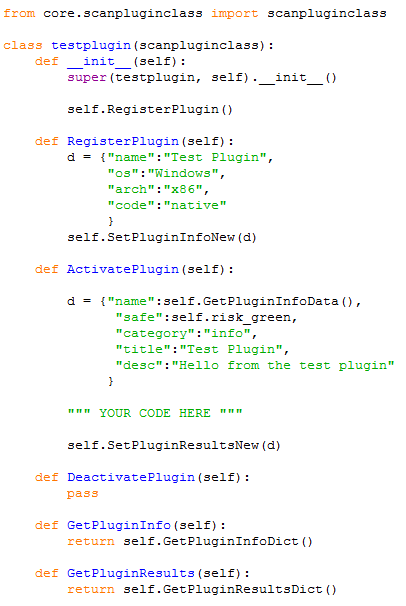 from core.scanpluginclass import scanpluginclass
class testplugin(scanpluginclass):
def __init__(self):
super(testplugin, self).__init__()
self.RegisterPlugin()
def RegisterPlugin(self):
d = {"name":"Test Plugin",
"os":"Windows",
"arch":"x86",
"code":"native"
}
self.SetPluginInfoNew(d)
def ActivatePlugin(self):
d = {"name":self.GetPluginInfoData(),
"safe":self.risk_green,
"category":"info",
"title":"Test Plugin",
"desc":"Hello from the test plugin"
}
""" YOUR CODE HERE """
self.SetPluginResultsNew(d)
def DeactivatePlugin(self):
pass
def GetPluginInfo(self):
return self.GetPluginInfoDict()
def GetPluginResults(self):
return self.GetPluginResultsDict()